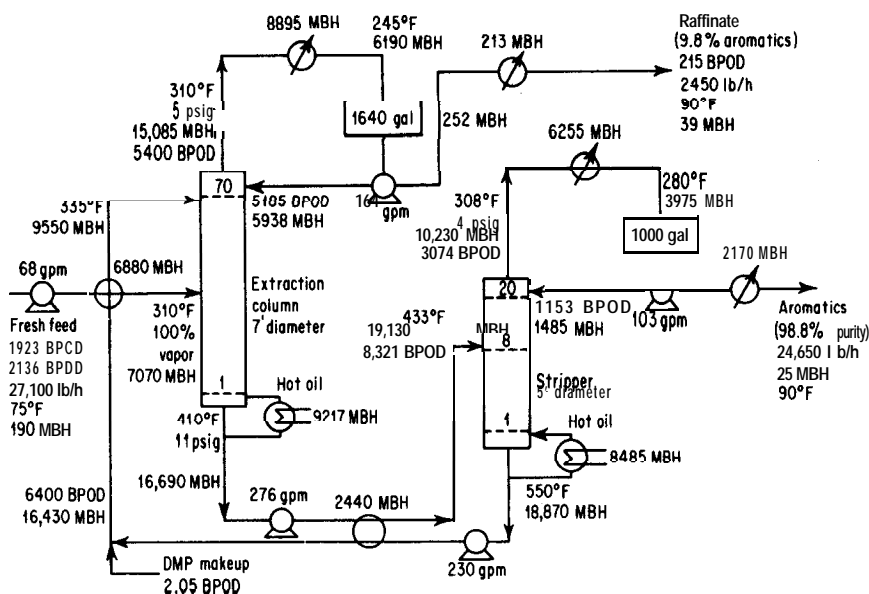 8895 MBH
245°F
6190 MBH
213 MBH
Raffinate
(9.8% aromatics)
215 BPOD
2450 lb/h
90°F
39 MBH
310°F
5 psig
15,085 MBH
5400 BPOD
1640 gal
252 MBH
6255 MBH
70
5105 BPOD
5938 MBH
gpm
308°F
4 psig
10,230 MBH
3074 BPOD
280°F
3975 MBH
1000 gal
335°F
9550 MBH
68 gpm
6880 MBH
2170 MBH
Extraction
column
7' diameter
310°F
100%
vapor
7070 MBH
433°F
19,130 MBH
8,321 BPOD
20
8
1153 BPOD
1485 MBH
103 gpm
Aromatics
(98.8% purity)
24,650 l b/h
25 MBH
90°F
Fresh feed
1923 BPCD
2136 BPDD
27,100 lb/h
75°F
190 MBH
1
Hot oil
9217 MBH
410°F
11 psig
Stripper
5' diameter
1
Hot oil
8485 MBH
550°F
18,870 MBH
16,690 MBH
6400 BPOD
16,430 MBH
276 gpm
2440 MBH
230 gpm
DMP makeup
2.05 BPOD